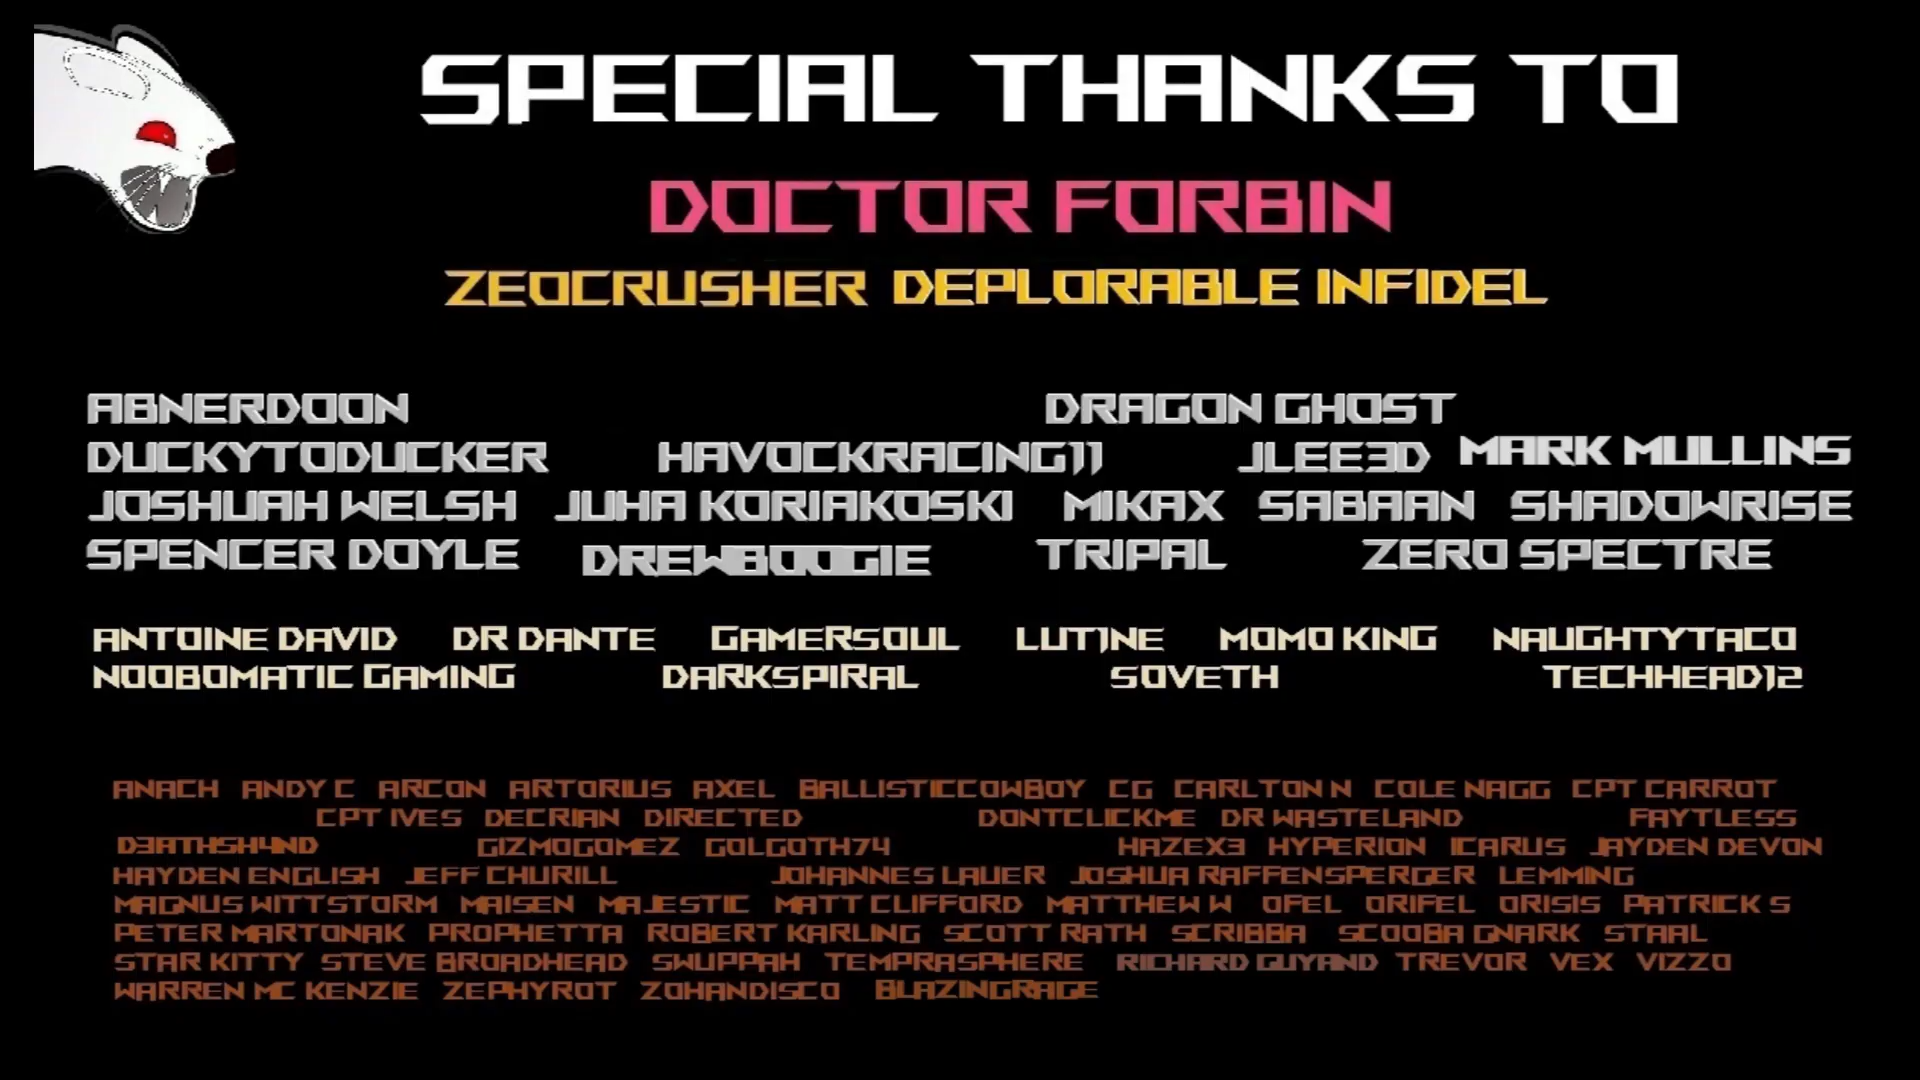 SPECIAL THANKS TO
DOCTOR FORBIN
ZEOCRUSHER DEPLORABLE INFIDEL
ABNERDOON DRAGON GHOST
DUCKYTODUCKER HAVOCKRACING11 JLEE3D MARK MULLINS
JOSHUAH WELSH JUHA KORIAKOSKI MIKAX SABAAN SHADOWRISE
SPENCER DOYLE DREWBOOGIE TRIPAL ZERO SPECTRE
ANTOINE DAVID DR DANTE GAMERSOUL LUT1NE MOMO KING NAUGHTYTACO
NOOBOMATIC GAMING DARKSPIRAL SOVETH TECHHEAD12
ANACH ANDY C ARCON ARTORIUS AXEL BALLISTICCOWBOY CG CARLTON N COLE NAGG CPT CARROT
CPT IVES DECRIAN DIRECTED DONTCLICKME DR WASTELAND FAYTLESS
D3ATHSH4ND GIZMOGOMEZ GOLGOTH74 HAZEX3 HYPERION ICARUS JAYDEN DEVON
HAYDEN ENGLISH JEFF CHURILL JOHANNES LAUER JOSHUA RAFFENSPERGER LEMMING
MAGNUS WITTSTORM MAISEN MAJESTIC MATT CLIFFORD MATTHEW W OFEL ORIFEL ORISIS PATRICK S
PETER MARTONAK PROPHETTA ROBERT KARLING SCOTT RATH SCRIBBA SCOOBA GNARK STAAL
STAR KITTY STEVE BROADHEAD SWUPPAH TEMPRASPHERE RICHARD GUYAND TREVOR VEX VIZZO
WARREN MC KENZIE ZEPHYROT ZOHANDISCO BLAZINGRAGE